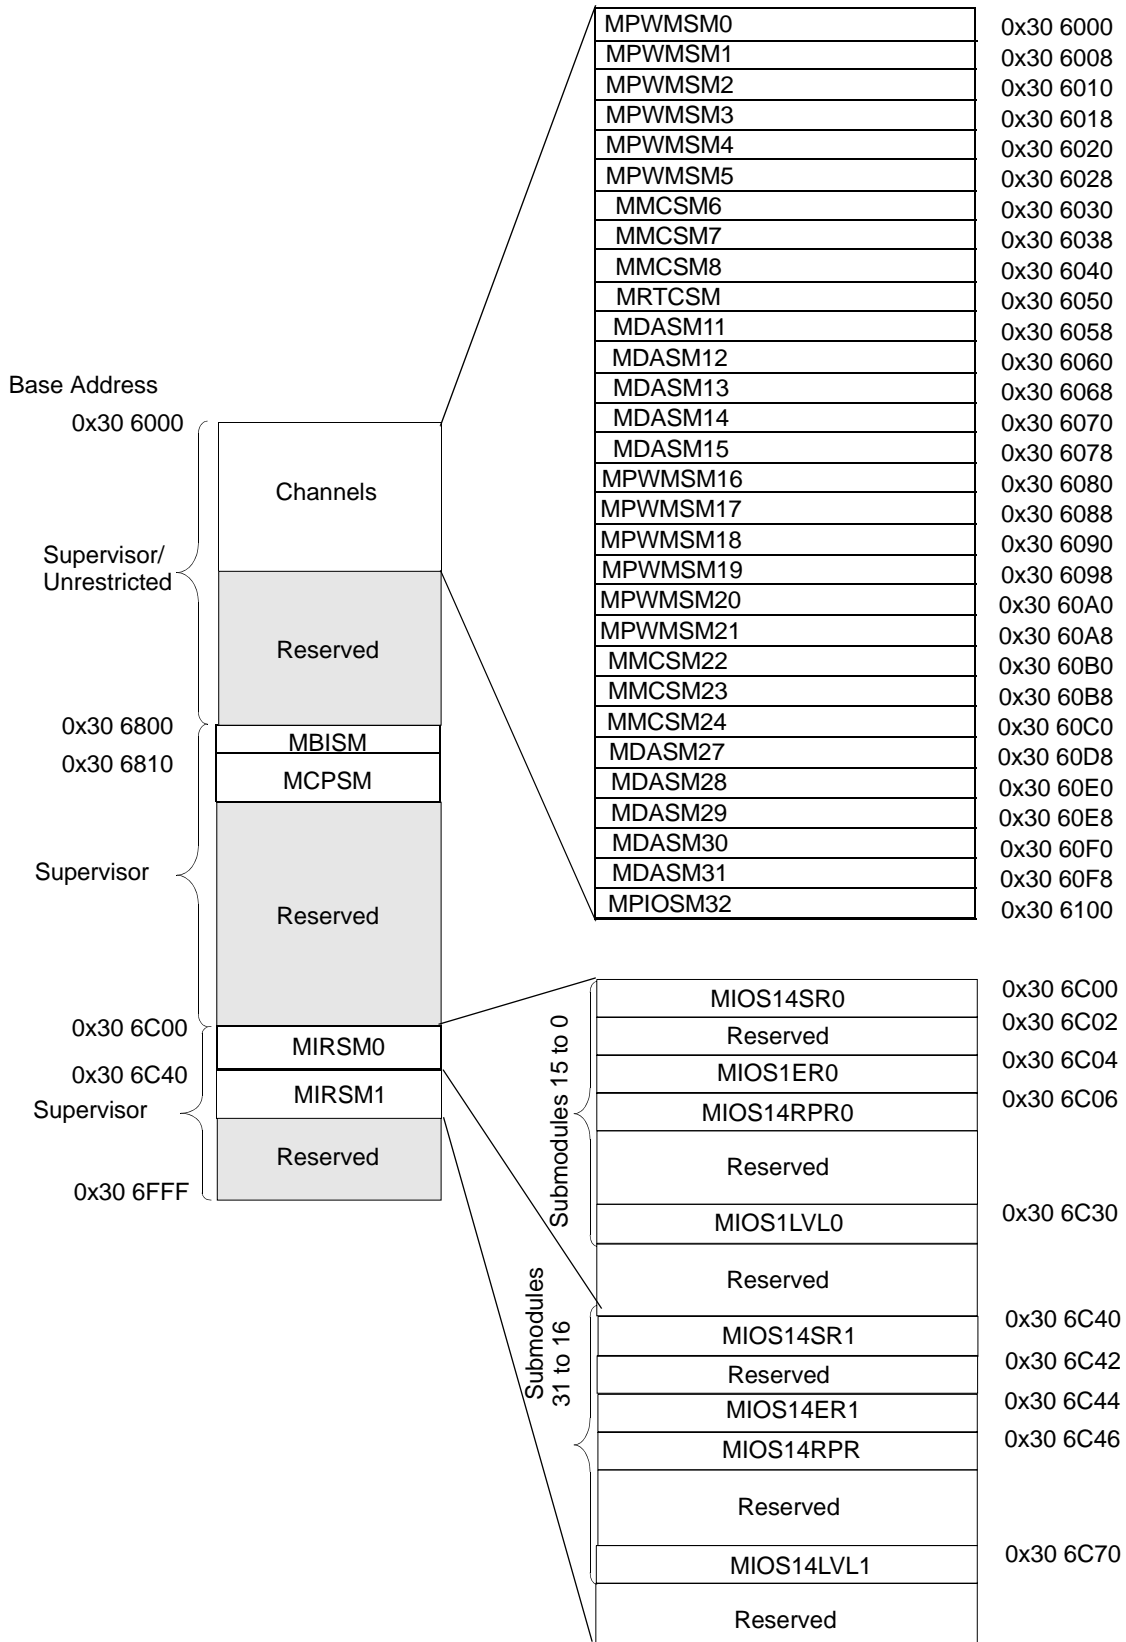 MPWMSM0 0x30 6000
MPWMSM1 0x30 6008
MPWMSM2 0x30 6010
MPWMSM3 0x30 6018
MPWMSM4 0x30 6020
MPWMSM5 0x30 6028
MMCSM6 0x30 6030
MMCSM7 0x30 6038
MMCSM8 0x30 6040
MRTCSM 0x30 6050
MDASM11 0x30 6058
MDASM12 0x30 6060
MDASM13 0x30 6068
MDASM14 0x30 6070
MDASM15 0x30 6078
MPWMSM16 0x30 6080
MPWMSM17 0x30 6088
MPWMSM18 0x30 6090
MPWMSM19 0x30 6098
MPWMSM20 0x30 60A0
MPWMSM21 0x30 60A8
MMCSM22 0x30 60B0
MMCSM23 0x30 60B8
MMCSM24 0x30 60C0
MDASM27 0x30 60D8
MDASM28 0x30 60E0
MDASM29 0x30 60E8
MDASM30 0x30 60F0
MDASM31 0x30 60F8
MPIOSM32 0x30 6100
Base Address
0x30 6000
Channels
Supervisor/
Unrestricted
Reserved
0x30 6800
MBISM
0x30 6810
MCPSM
Supervisor
Reserved
0x30 6C00
MIRSM0
0x30 6C40
MIRSM1
Supervisor
Reserved
0x30 6FFF
Submodules 15 to 0
MIOS14SR0 0x30 6C00
Reserved 0x30 6C02
MIOS1ER0 0x30 6C04
MIOS14RPR0 0x30 6C06
Reserved
MIOS1LVL0 0x30 6C30
Reserved
Submodules
31 to 16
MIOS14SR1 0x30 6C40
Reserved 0x30 6C42
MIOS14ER1 0x30 6C44
MIOS14RPR 0x30 6C46
Reserved
MIOS14LVL1 0x30 6C70
Reserved